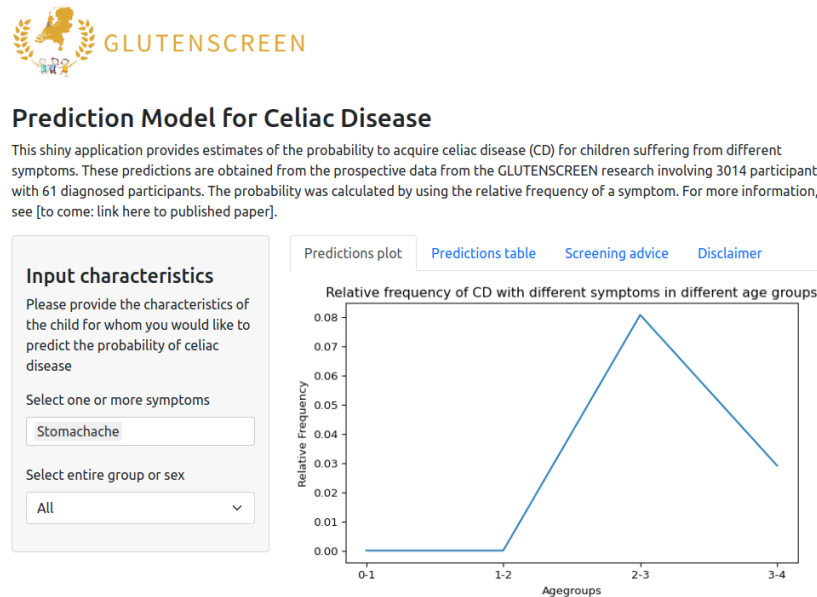 GLUTENSCREEN
Prediction Model for Celiac Disease
This shiny application provides estimates of the probability to acquire celiac disease (CD) for children suffering from different
symptoms. These predictions are obtained from the prospective data from the GLUTENSCREEN research involving 3014 participant
with 61 diagnosed participants. The probability was calculated by using the relative frequency of a symptom. For more information,
see [to come: link here to published paper].
Input characteristics
Please provide the characteristics of
the child for whom you would like to
predict the probability of celiac
disease
Select one or more symptoms
Stomachache
Select entire group or sex
All
Predictions plot
Predictions table
Screening advice
Disclaimer
Relative frequency of CD with different symptoms in different age groups
Relative Frequency
0.08
0.07
0.06
0.05
0.04
0.03
0.02
0.01
0.00
0-1
1-2
2-3
3-4
Agegroups